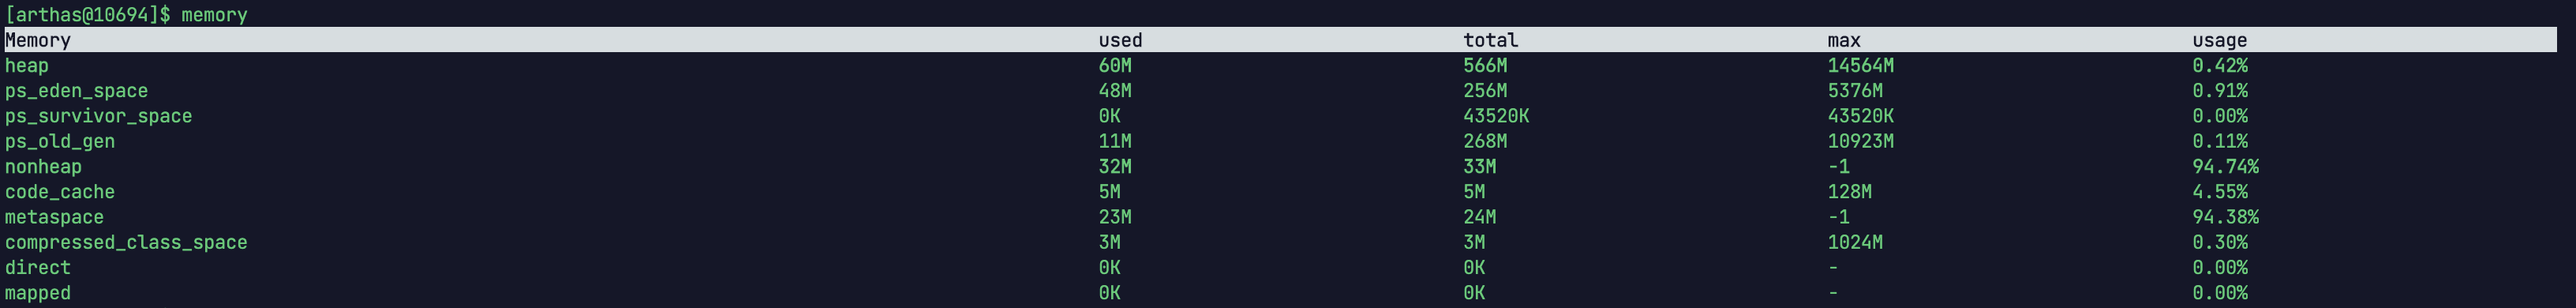 [arthas@10694]$ memory
Memory used total max usage
heap 60M 566M 14564M 0.42%
ps_eden_space 48M 256M 5376M 0.91%
ps_survivor_space 0K 43520K 43520K 0.00%
ps_old_gen 11M 268M 10923M 0.11%
nonheap 32M 33M -1 94.74%
code_cache 5M 5M 128M 4.55%
metaspace 23M 24M -1 94.38%
compressed_class_space 3M 3M 1024M 0.30%
direct 0K 0K - 0.00%
mapped 0K 0K - 0.00%